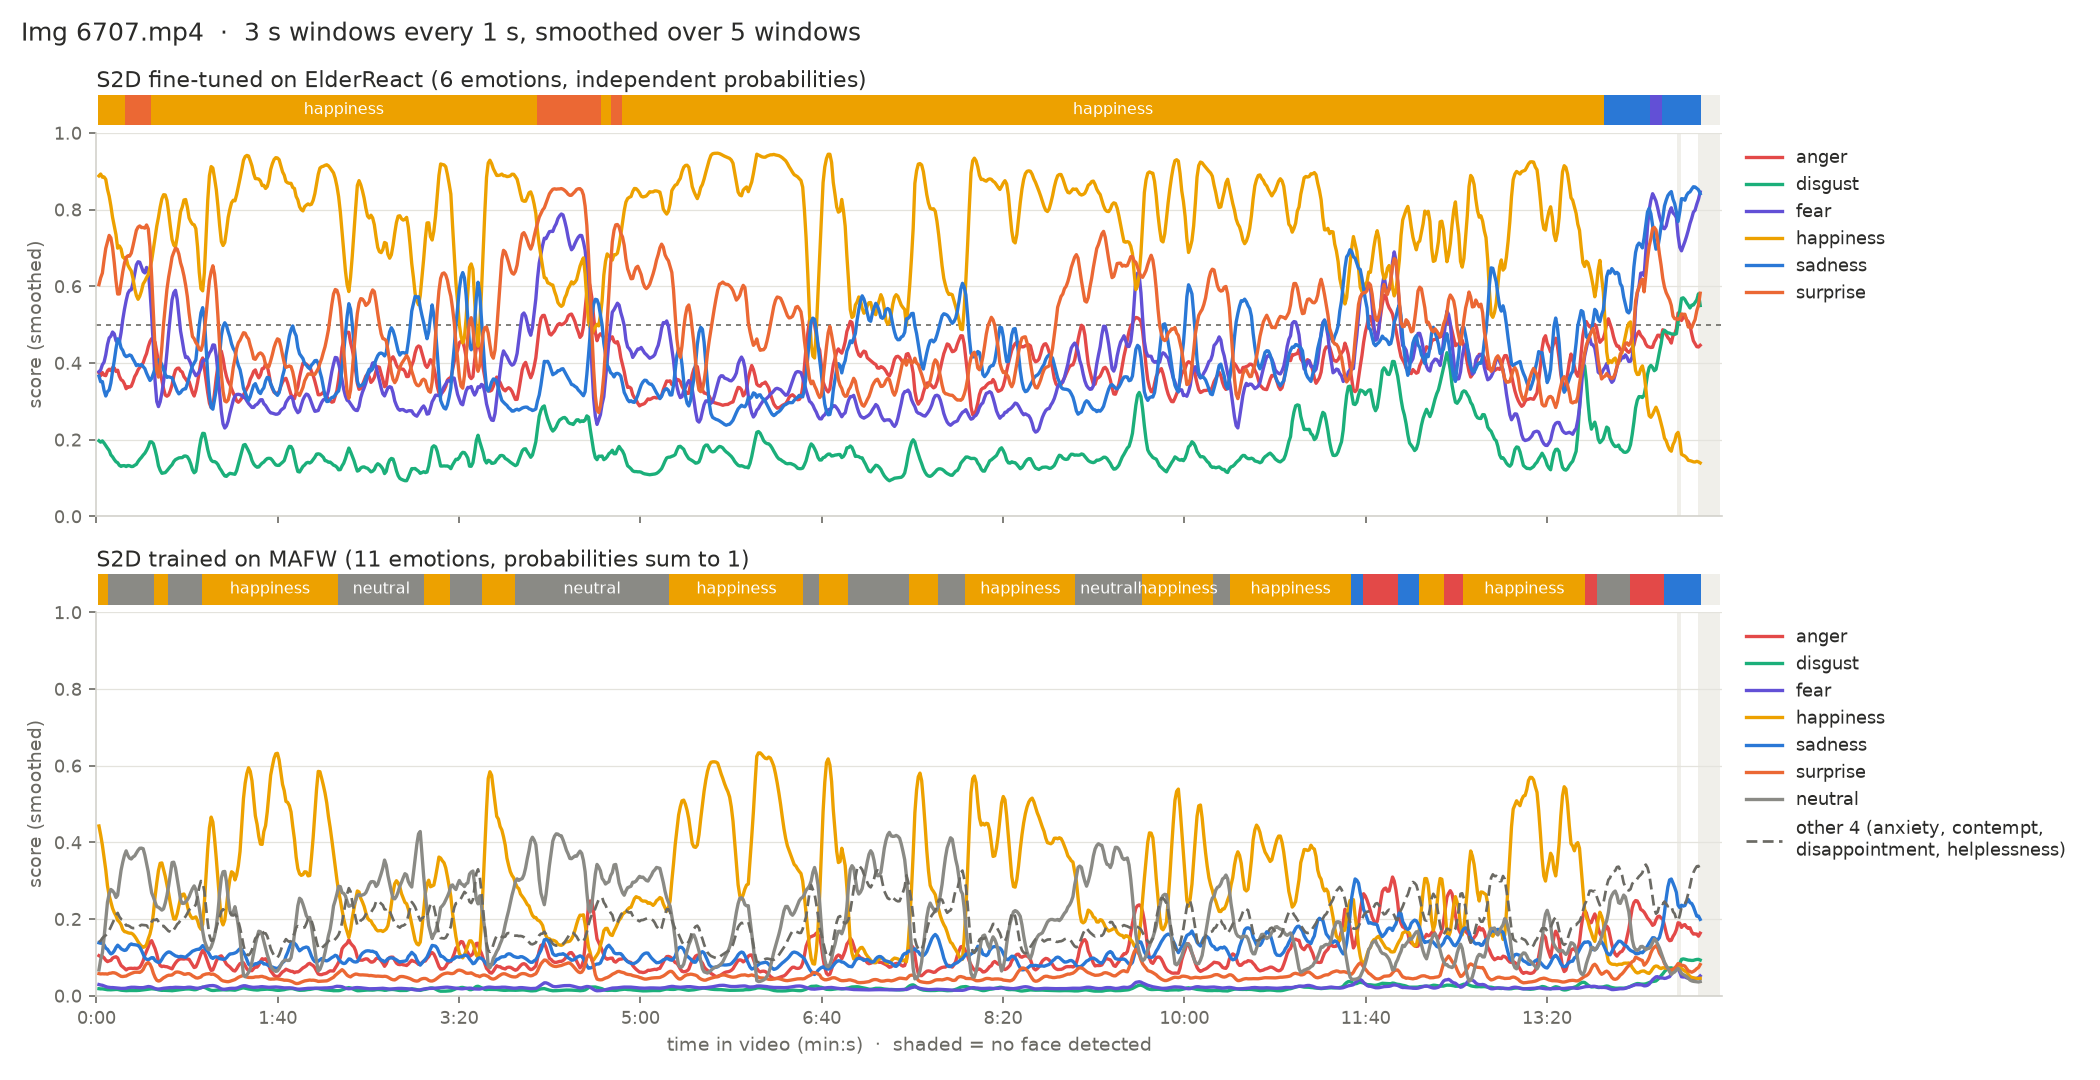 Img 6707.mp4 · 3 s windows every 1 s, smoothed over 5 windows
S2D fine-tuned on ElderReact (6 emotions, independent probabilities)
happiness happiness
1.0
0.8
0.6
0.4
0.2
0.0
score (smoothed)
anger
disgust
fear
happiness
sadness
surprise
S2D trained on MAFW (11 emotions, probabilities sum to 1)
happiness neutral neutral happiness happiness neutral happiness happiness happiness
1.0
0.8
0.6
0.4
0.2
0.0
score (smoothed)
anger
disgust
fear
happiness
sadness
surprise
neutral
other 4 (anxiety, contempt,
disappointment, helplessness)
0:00 1:40 3:20 5:00 6:40 8:20 10:00 11:40 13:20
time in video (min:s) · shaded = no face detected